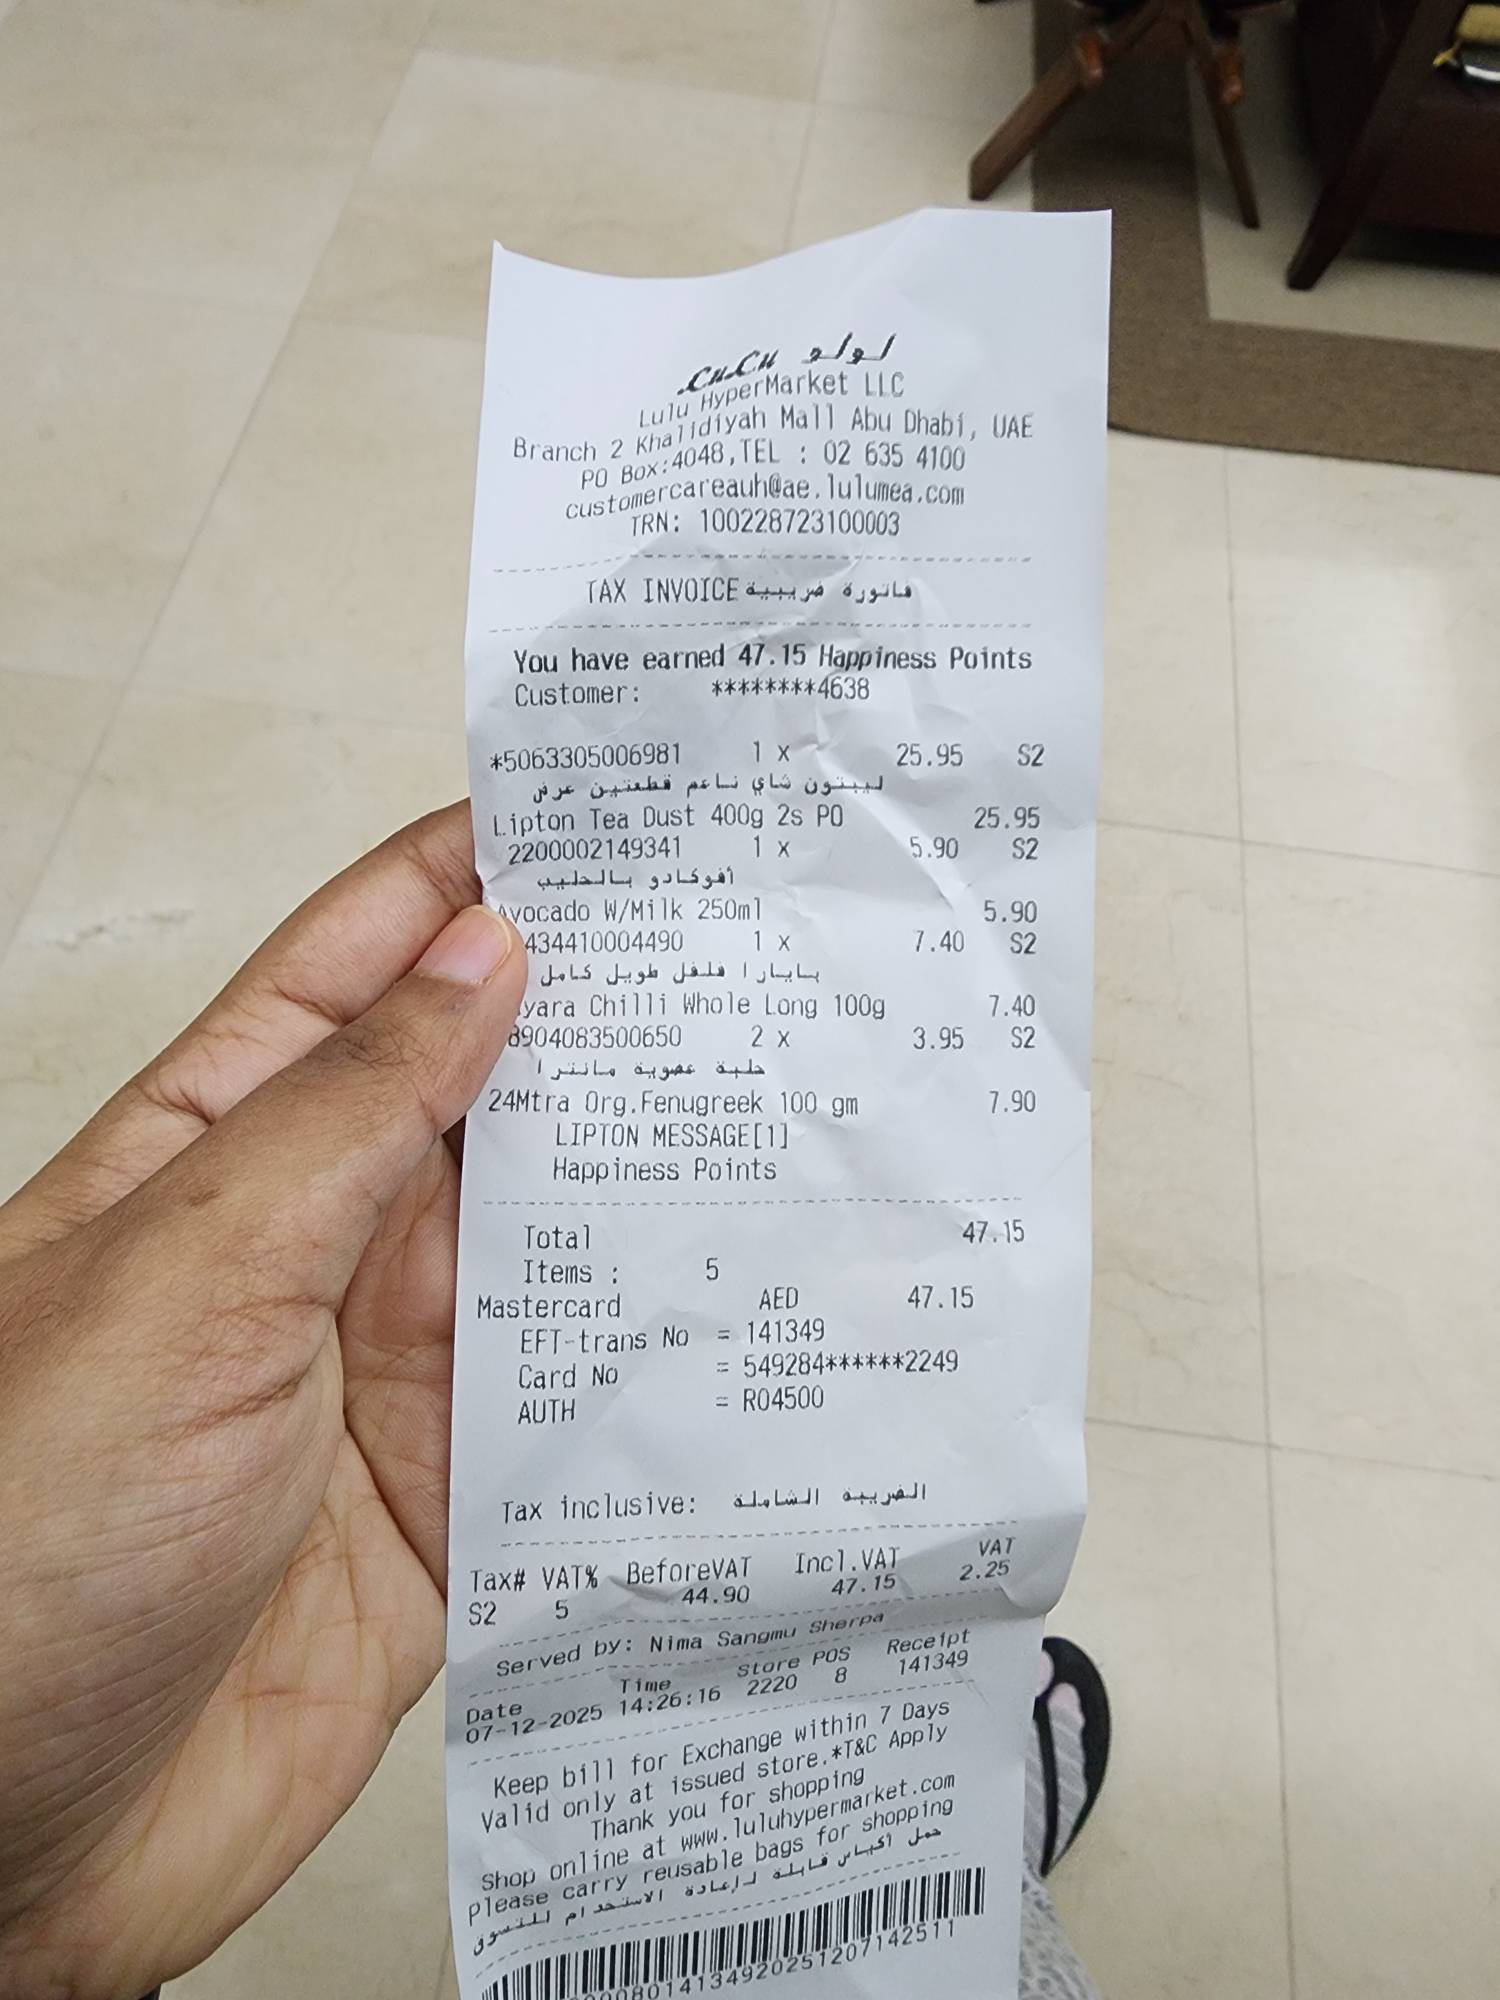 LuLu لولو
Lulu HyperMarket LLC
Branch 2 Khalidiyah Mall Abu Dhabi, UAE
PO Box:4048,TEL : 02 635 4100
customercareauh@ae.lulumea.com
TRN: 100228723100003
TAX INVOICE فاتورة ضريبية
You have earned 47.15 Happiness Points
Customer: ********4638
*5063305006981 1 x 25.95 S2
ليبتون شاي ناعم قطعتين عرض
Lipton Tea Dust 400g 2s PO 25.95
2200002149341 1 x 5.90 S2
أفوكادو بالحليب
Avocado W/Milk 250ml 5.90
434410004490 1 x 7.40 S2
بايارا فلفل طويل كامل
yara Chilli Whole Long 100g 7.40
8904083500650 2 x 3.95 S2
حلبة عضوية مانترا
24Mtra Org.Fenugreek 100 gm 7.90
LIPTON MESSAGE[1]
Happiness Points
Total 47.15
Items : 5
Mastercard AED 47.15
EFT-trans No = 141349
Card No = 549284******2249
AUTH = R04500
Tax inclusive: الضريبة الشاملة
Tax# VAT% BeforeVAT Incl.VAT VAT
S2 5 44.90 47.15 2.25
Served by: Nima Sangmu Sherpa
Date Time Store POS Receipt
07-12-2025 14:26:16 2220 8 141349
Keep bill for Exchange within 7 Days
Valid only at issued store.*T&C Apply
Thank you for shopping
Shop online at www.luluhypermarket.com
Please carry reusable bags for shopping
حمل أكياس قابلة لإعادة الاستخدام للتسوق
008014134920251207142511